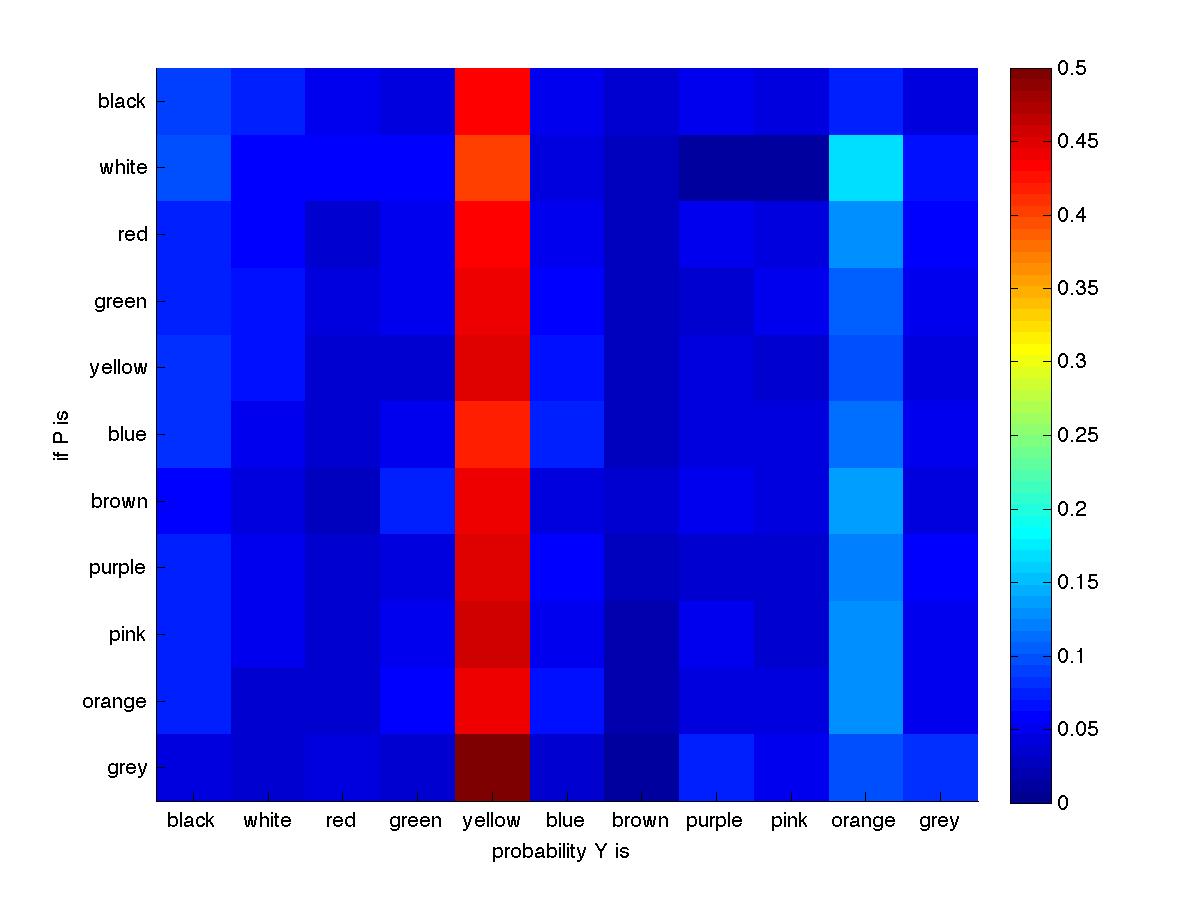 black
white
red
green
yellow
blue
brown
purple
pink
orange
grey
if P is
black white red green yellow blue brown purple pink orange grey
probability Y is
0.5
0.45
0.4
0.35
0.3
0.25
0.2
0.15
0.1
0.05
0